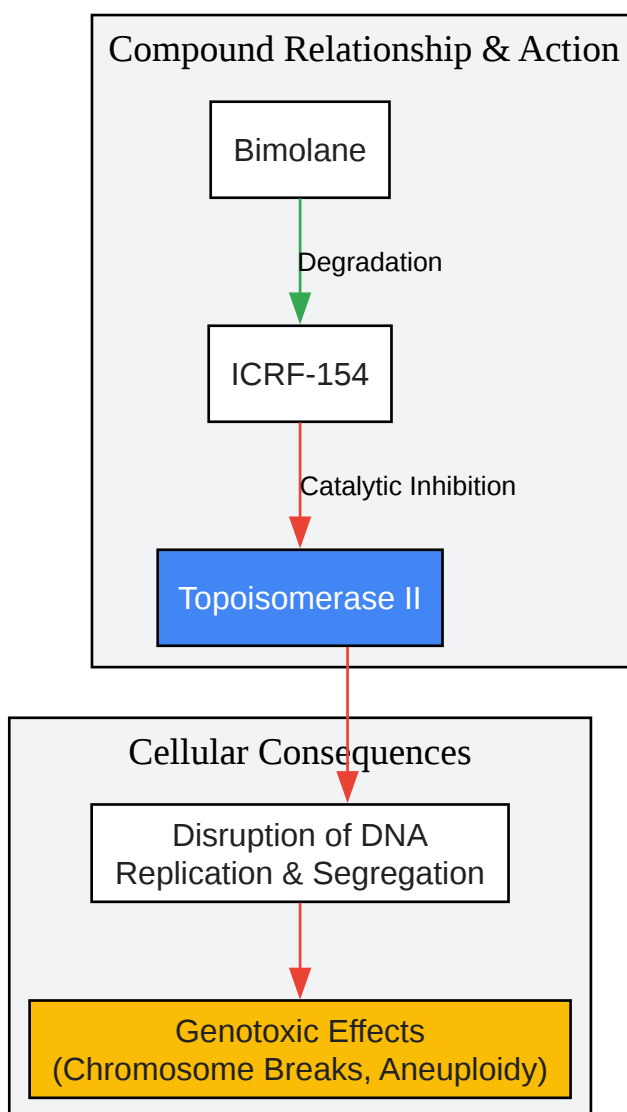 Compound Relationship & Action
Bimolane
Degradation
ICRF-154
Catalytic Inhibition
Topoisomerase II
Cellular Consequences
Disruption of DNA
Replication & Segregation
Genotoxic Effects
(Chromosome Breaks, Aneuploidy)